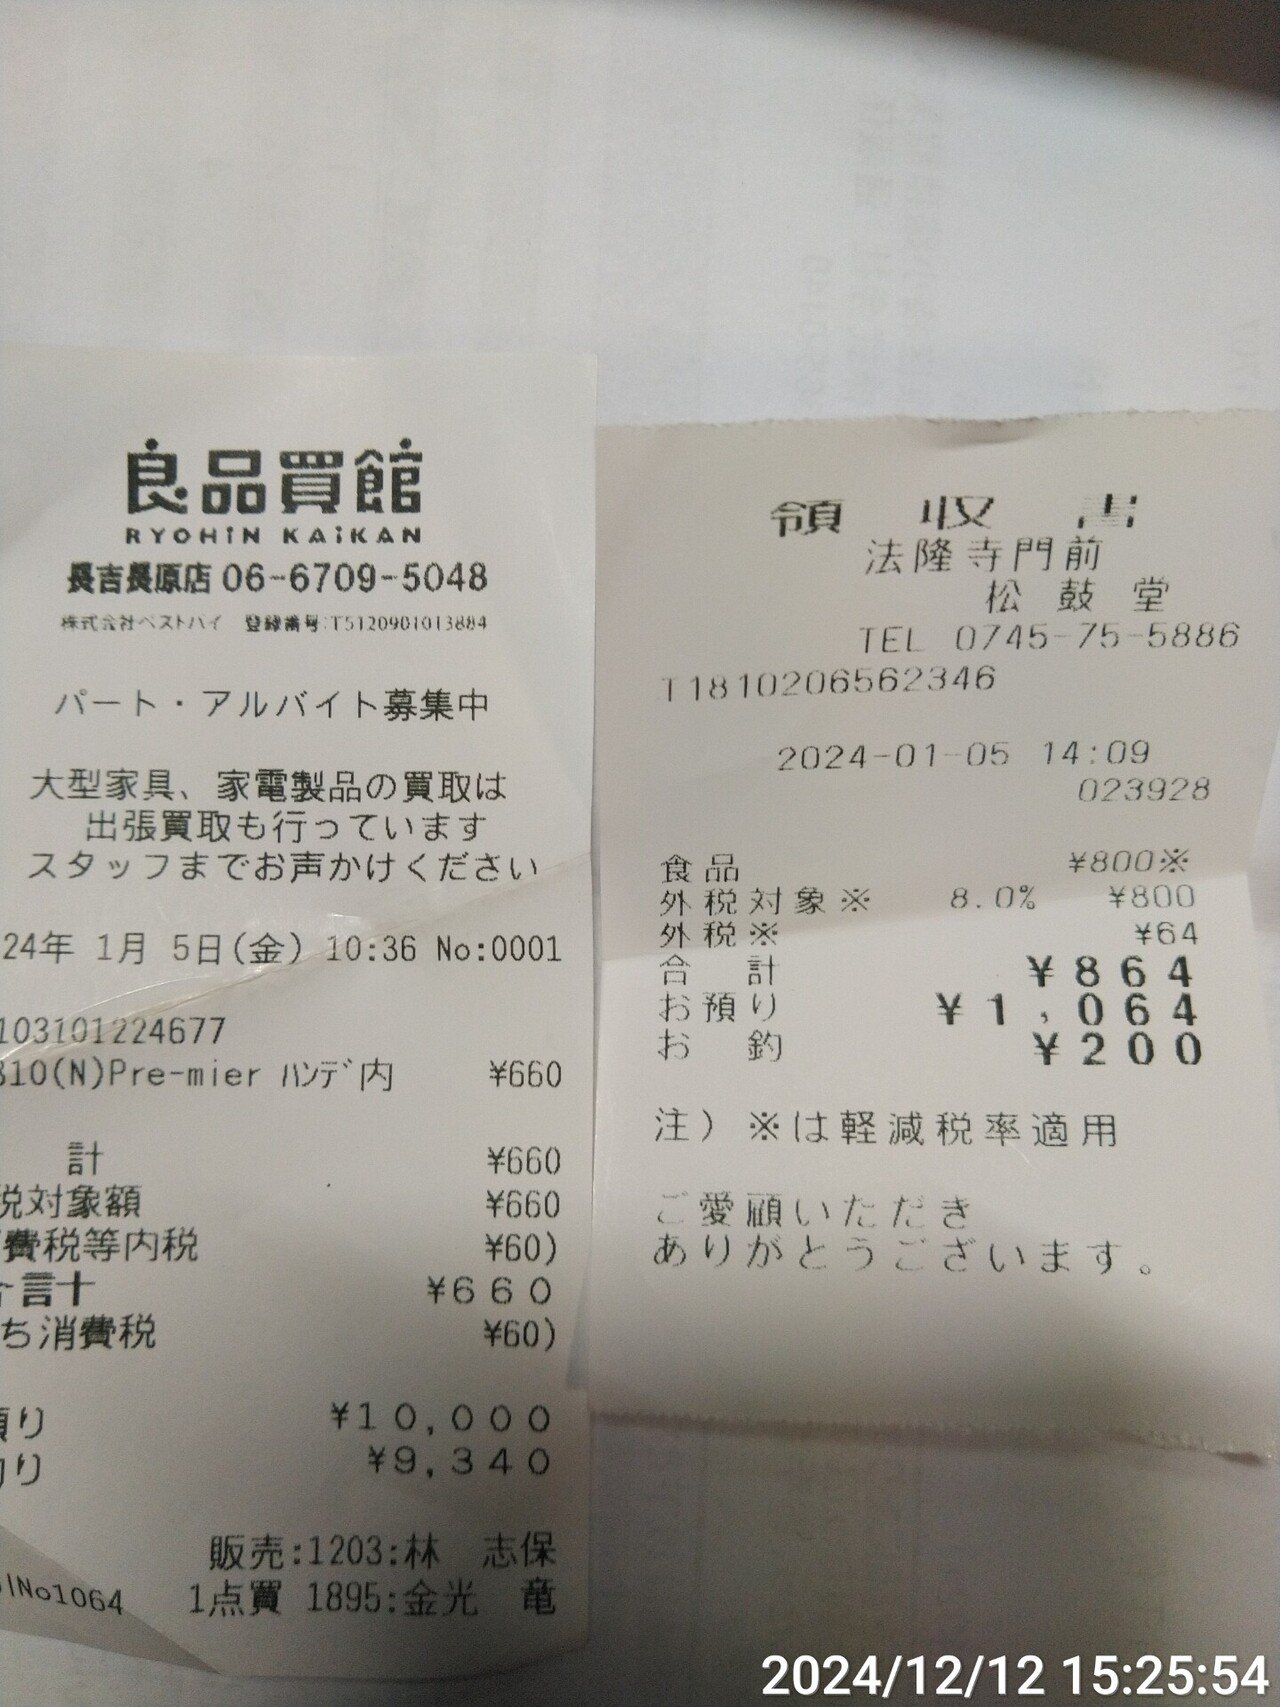 良品買館
RYOHIN KAIKAN
長吉長原店 06-6709-5048
株式会社ベストバイ 登録番号:T5120901013884
パート・アルバイト募集中
大型家具、家電製品の買取は
出張買取も行っています
スタッフまでお声かけください
24年 1月 5日(金) 10:36 No:0001
103101224677
810(N)Pre-mier ﾊﾝﾃﾞ内 ¥660
計 ¥660
税対象額 ¥660
費税等内税 ¥60)
合計 ¥660
ち消費税 ¥60)
預り ¥10,000
り ¥9,340
販売:1203:林 志保
No1064 1点買 1895:金光 竜
領 収 書
法隆寺門前
松 鼓 堂
TEL 0745-75-5886
T1810206562346
2024-01-05 14:09
023928
食品 ¥800※
外税対象※ 8.0% ¥800
外税※ ¥64
合 計 ¥864
お預り ¥1,064
お 釣 ¥200
注)※は軽減税率適用
ご愛顧いただき
ありがとうございます。
2024/12/12 15:25:54